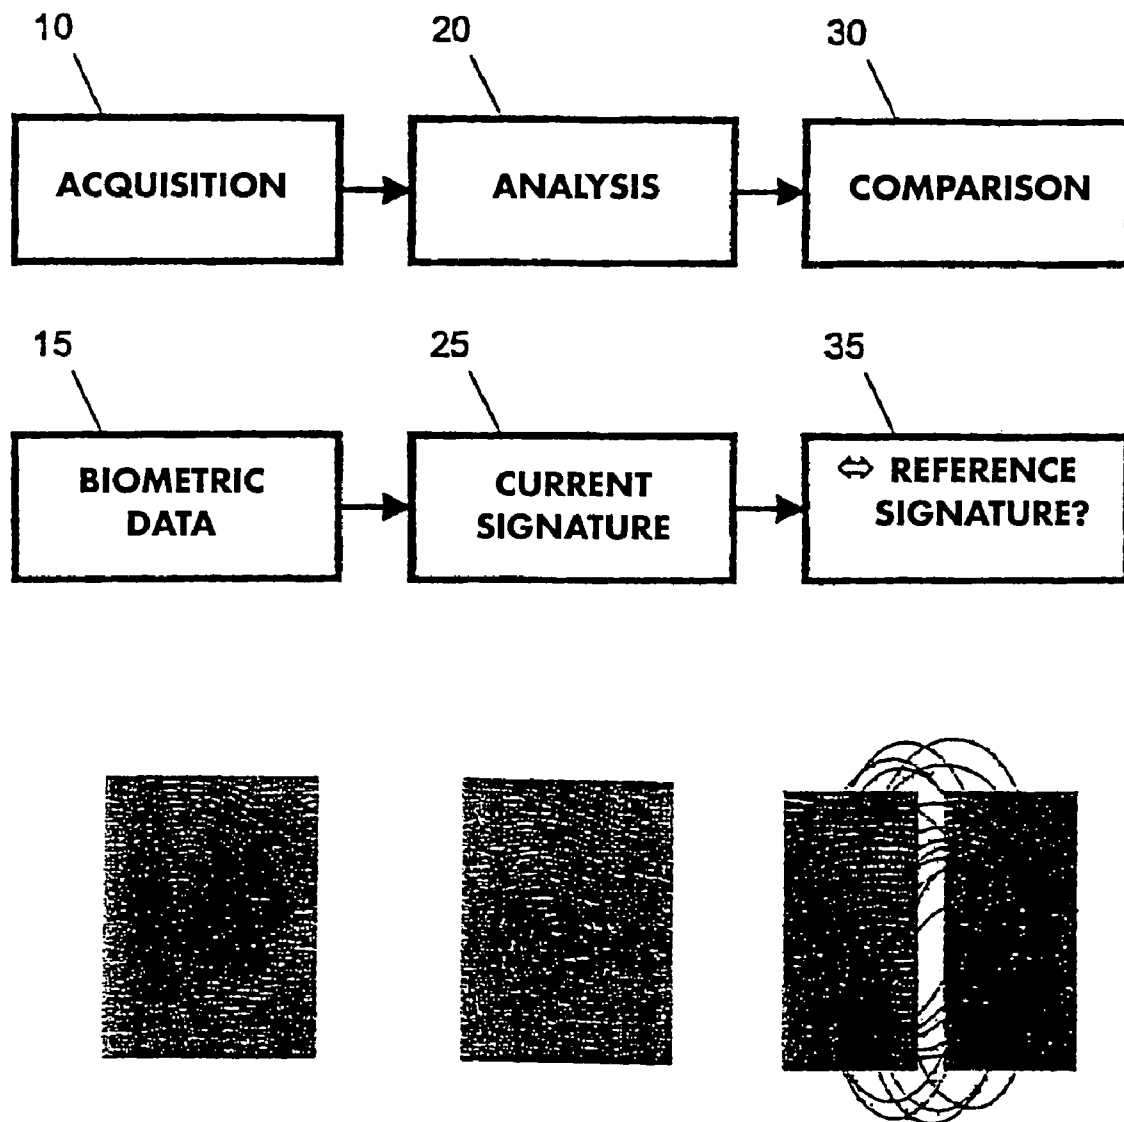 10
20
30
ACQUISITION
ANALYSIS
COMPARISON
15
25
35
BIOMETRIC
DATA
CURRENT
SIGNATURE
⇔ REFERENCE
SIGNATURE?